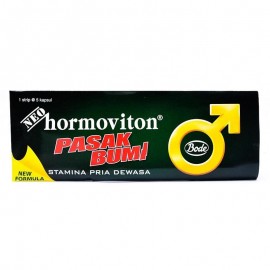 1 strip @ 5 kapsul
NEO
hormoviton®
PASAK
BUMI
Bode
NEW
FORMULA
STAMINA PRIA DEWASA